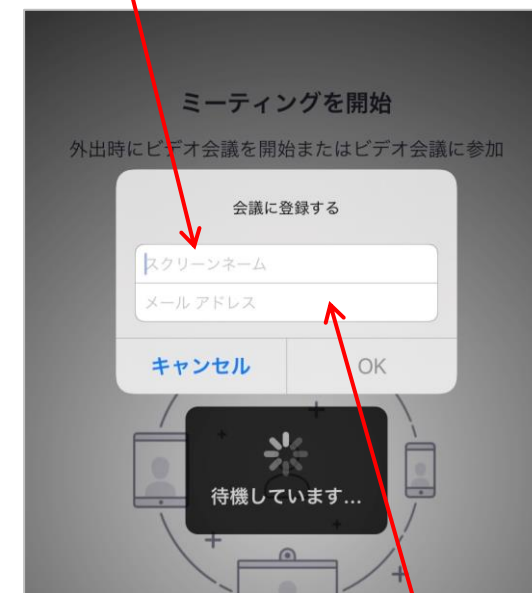 ミーティングを開始
外出時にビデオ会議を開始またはビデオ会議に参加
会議に登録する
スクリーンネーム
メール アドレス
キャンセル OK
待機しています...